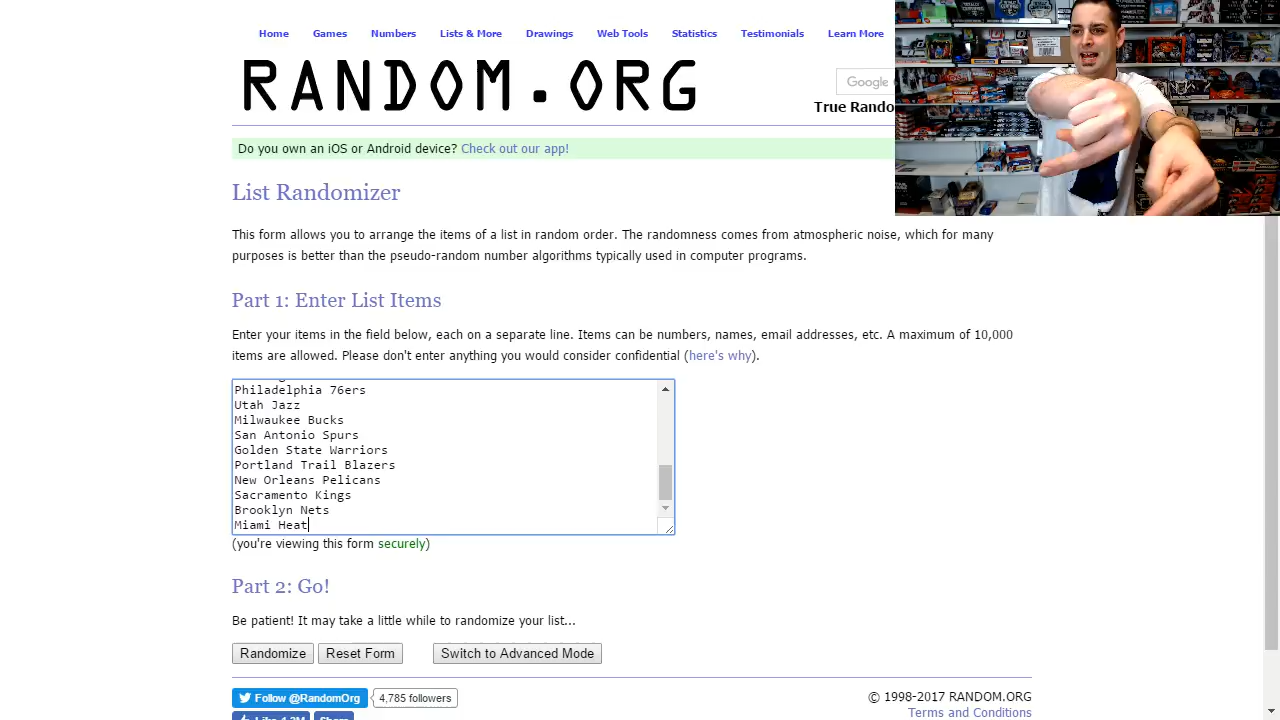 Home Games Numbers Lists & More Drawings Web Tools Statistics Testimonials Learn More
RANDOM.ORG
Google
True Rando
Do you own an iOS or Android device? Check out our app!
List Randomizer
This form allows you to arrange the items of a list in random order. The randomness comes from atmospheric noise, which for many
purposes is better than the pseudo-random number algorithms typically used in computer programs.
Part 1: Enter List Items
Enter your items in the field below, each on a separate line. Items can be numbers, names, email addresses, etc. A maximum of 10,000
items are allowed. Please don't enter anything you would consider confidential (here's why).
Philadelphia 76ers
Utah Jazz
Milwaukee Bucks
San Antonio Spurs
Golden State Warriors
Portland Trail Blazers
New Orleans Pelicans
Sacramento Kings
Brooklyn Nets
Miami Heat
(you're viewing this form securely)
Part 2: Go!
Be patient! It may take a little while to randomize your list...
Randomize Reset Form Switch to Advanced Mode
Follow @RandomOrg 4,785 followers
© 1998-2017 RANDOM.ORG
Terms and Conditions
Like 1.2M Share